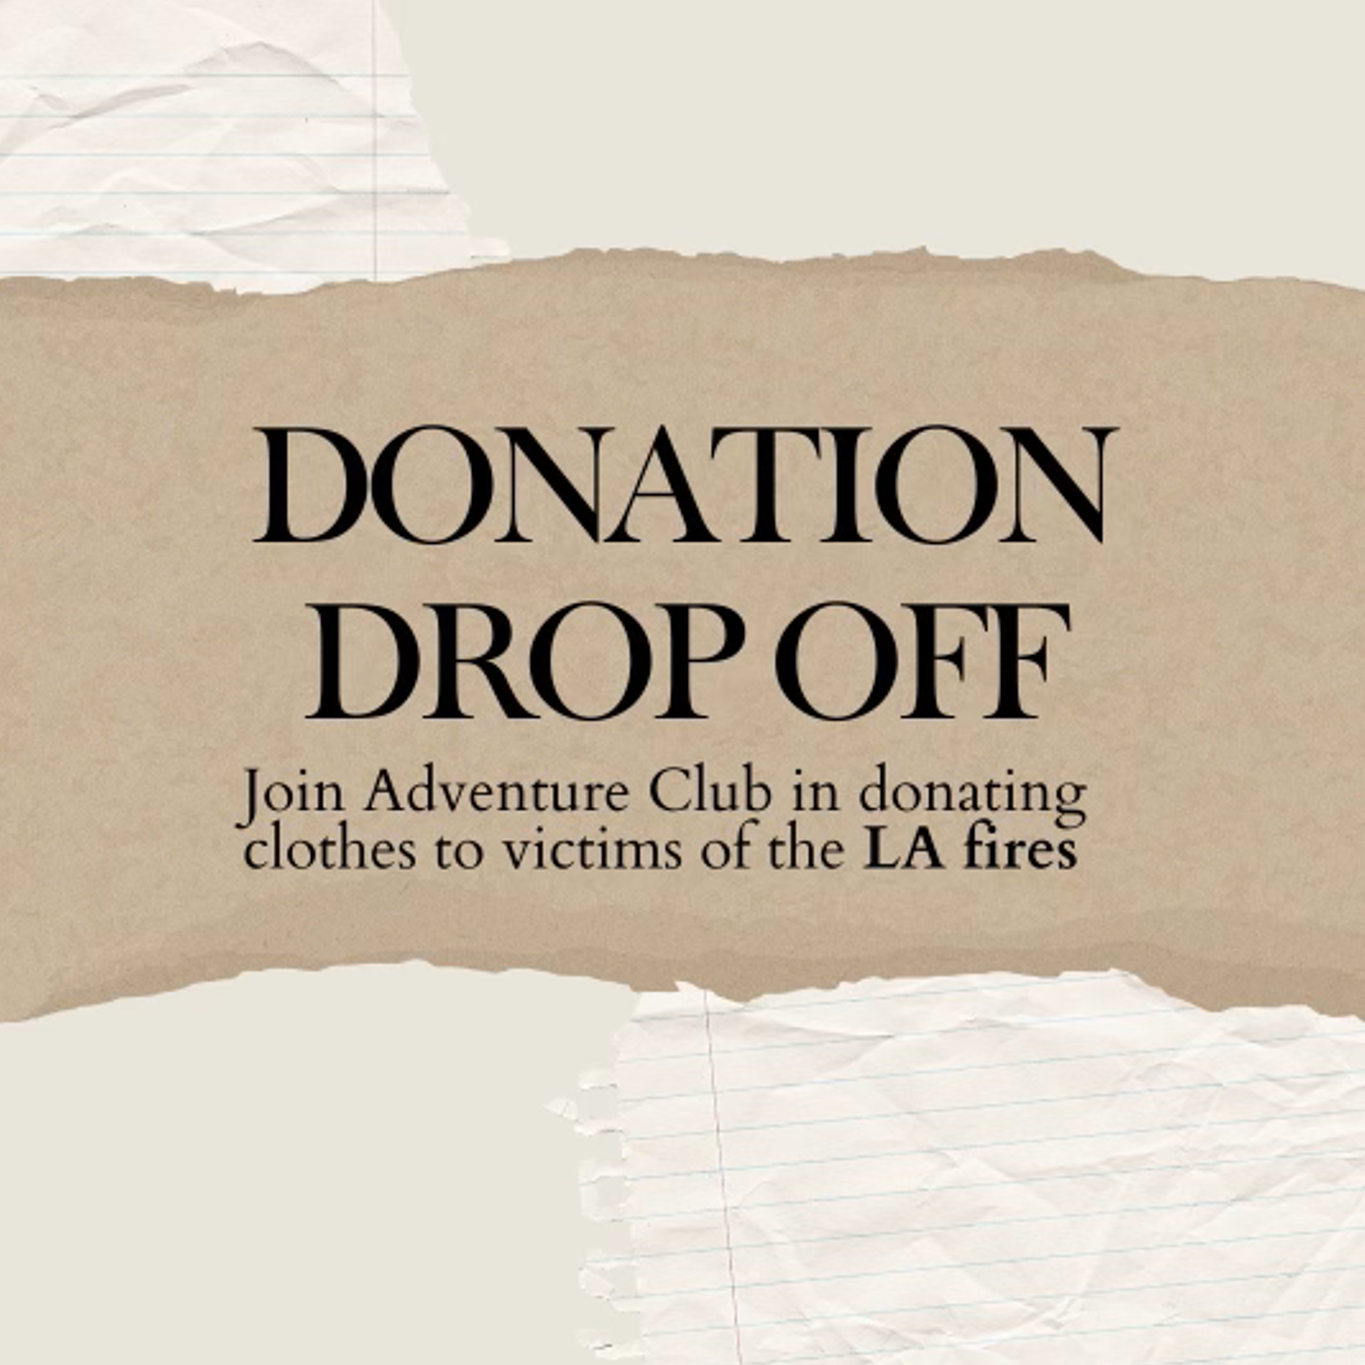 DONATION
DROP OFF
Join Adventure Club in donating
clothes to victims of the LA fires